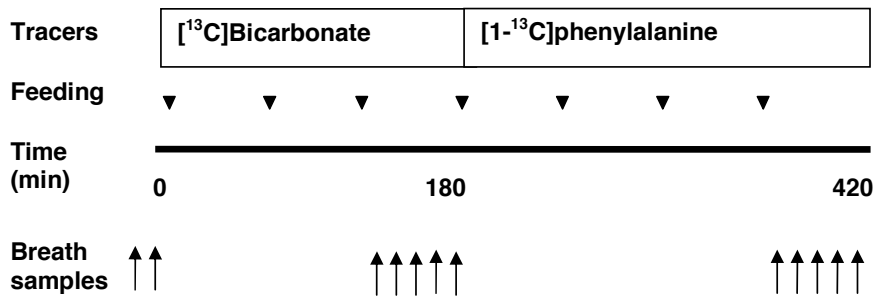 Tracers [¹³C]Bicarbonate [1-¹³C]phenylalanine
Feeding
Time
(min)
0 180 420
Breath
samples